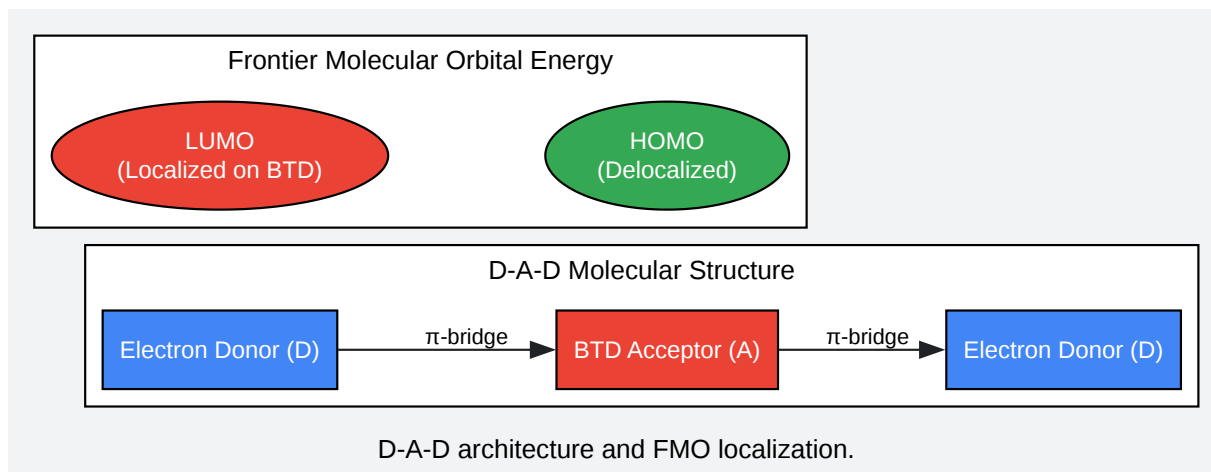 Frontier Molecular Orbital Energy
LUMO
(Localized on BTD)
HOMO
(Delocalized)
D-A-D Molecular Structure
Electron Donor (D)
π-bridge
BTD Acceptor (A)
π-bridge
Electron Donor (D)
D-A-D architecture and FMO localization.